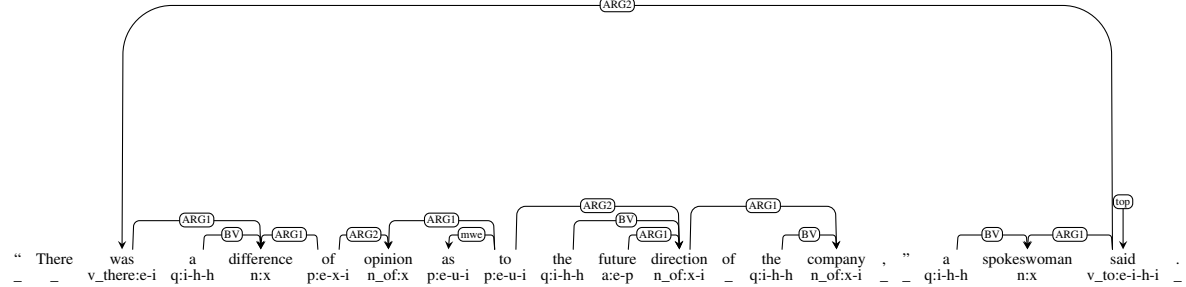 ARG2
top
ARG2 ARG1
ARG1 ARG1 BV
BV ARG1 ARG2 mwe ARG1 BV BV ARG1
“ There was a difference of opinion as to the future direction of the company , ” a spokeswoman said .
_ _ v_there:e-i q:i-h-h n:x p:e-x-i n_of:x-i p:e-u-i p:e-u-i q:i-h-h a:e-p n_of:x-i _ q:i-h-h n_of:x-i _ _ q:i-h-h n:x v_to:e-i-h-i _